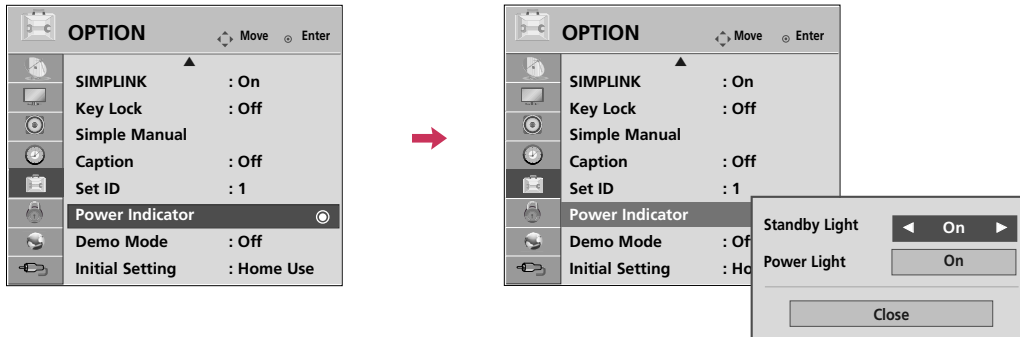 OPTION Move Enter
SIMPLINK : On
Key Lock : Off
Simple Manual
Caption : Off
Set ID : 1
Power Indicator
Demo Mode : Off
Initial Setting : Home Use
OPTION Move Enter
SIMPLINK : On
Key Lock : Off
Simple Manual
Caption : Off
Set ID : 1
Power Indicator
Demo Mode : Of
Initial Setting : Ho
Standby Light ◄ On ►
Power Light On
Close